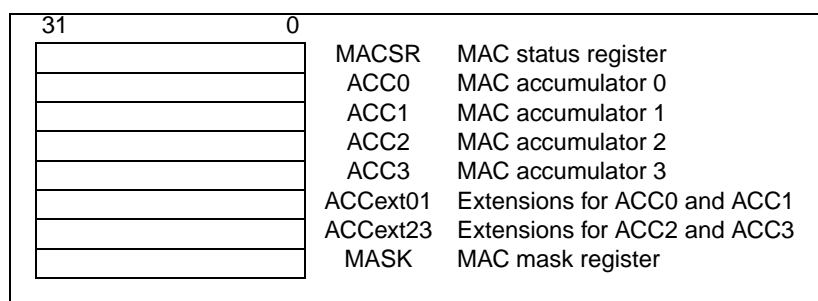 31 0
MACSR MAC status register
ACC0 MAC accumulator 0
ACC1 MAC accumulator 1
ACC2 MAC accumulator 2
ACC3 MAC accumulator 3
ACCext01 Extensions for ACC0 and ACC1
ACCext23 Extensions for ACC2 and ACC3
MASK MAC mask register